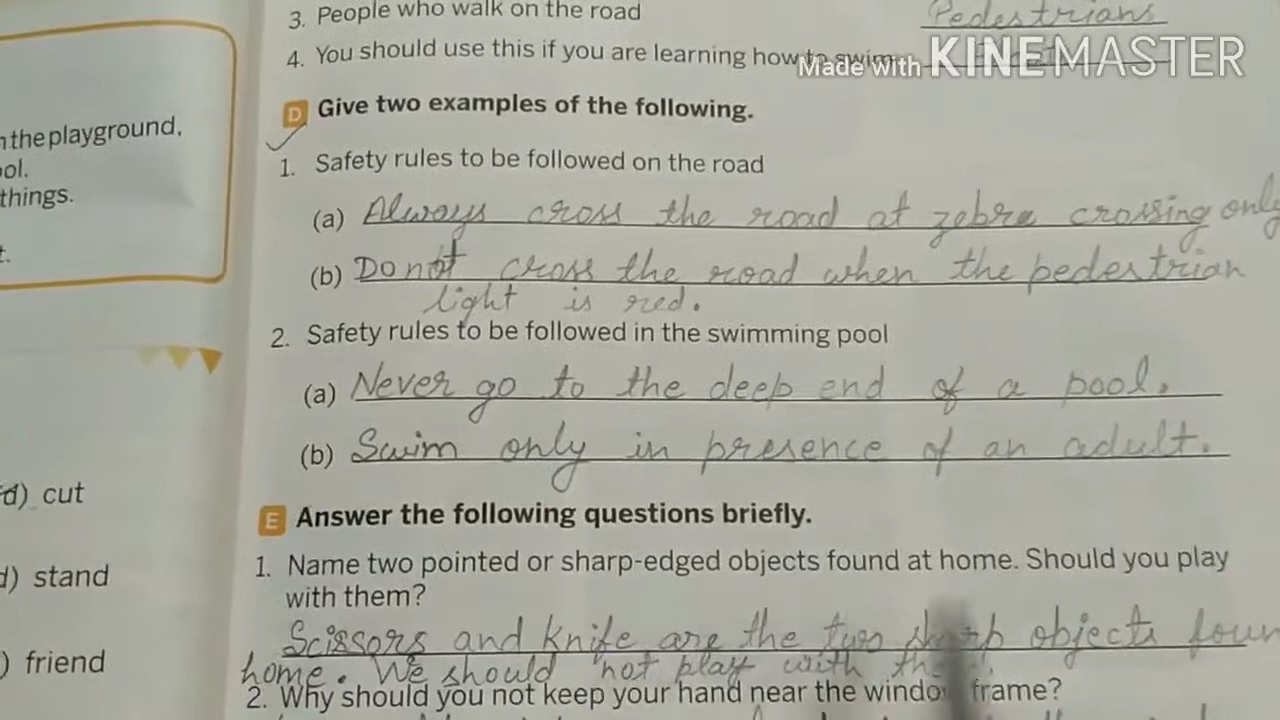 3. People who walk on the road Pedestrians
4. You should use this if you are learning how to swim
Made with KINEMASTER
D Give two examples of the following.
n the playground,
ool.
things.
t.
1. Safety rules to be followed on the road
(a) Always cross the road at zebra crossing only
(b) Do not cross the road when the pedestrian
light is red.
2. Safety rules to be followed in the swimming pool
(a) Never go to the deep end of a pool.
(b) Swim only in presence of an adult.
d) cut
d) stand
) friend
E Answer the following questions briefly.
1. Name two pointed or sharp-edged objects found at home. Should you play
with them?
Scissors and knife are the two sharp objects foun
home. We should not play with
2. Why should you not keep your hand near the window frame?